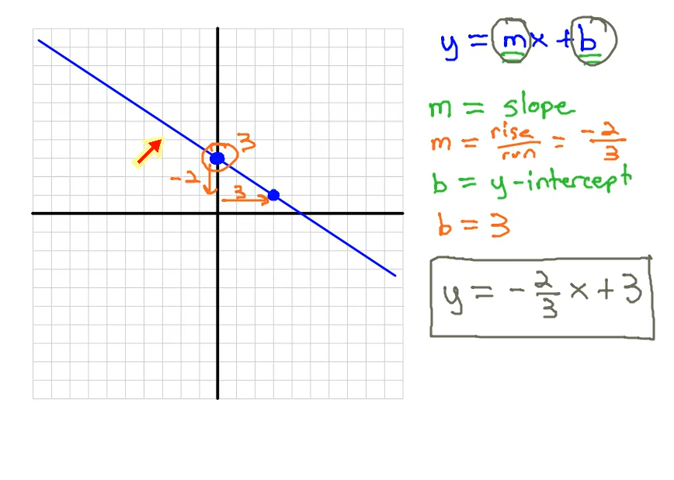 y = mx + b
m = slope
m = rise/run = -2/3
b = y-intercept
b = 3
y = -2/3 x + 3
3
-2
3